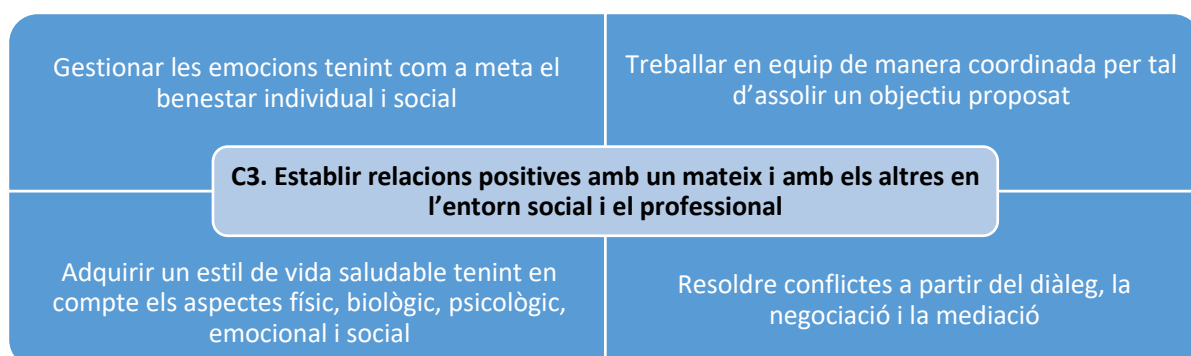 Gestionar les emocions tenint com a meta el
benestar individual i social
Treballar en equip de manera coordinada per tal
d’assolir un objectiu proposat
C3. Establir relacions positives amb un mateix i amb els altres en
l’entorn social i el professional
Adquirir un estil de vida saludable tenint en
compte els aspectes físic, biològic, psicològic,
emocional i social
Resoldre conflictes a partir del diàleg, la
negociació i la mediació